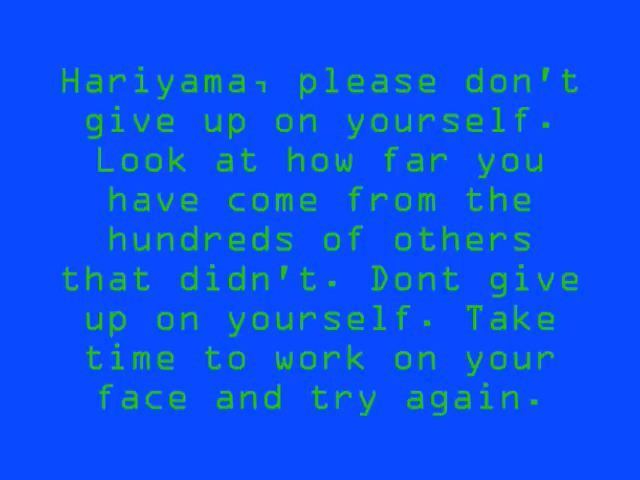 Hariyama, please don't
give up on yourself.
Look at how far you
have come from the
hundreds of others
that didn't. Dont give
up on yourself. Take
time to work on your
face and try again.